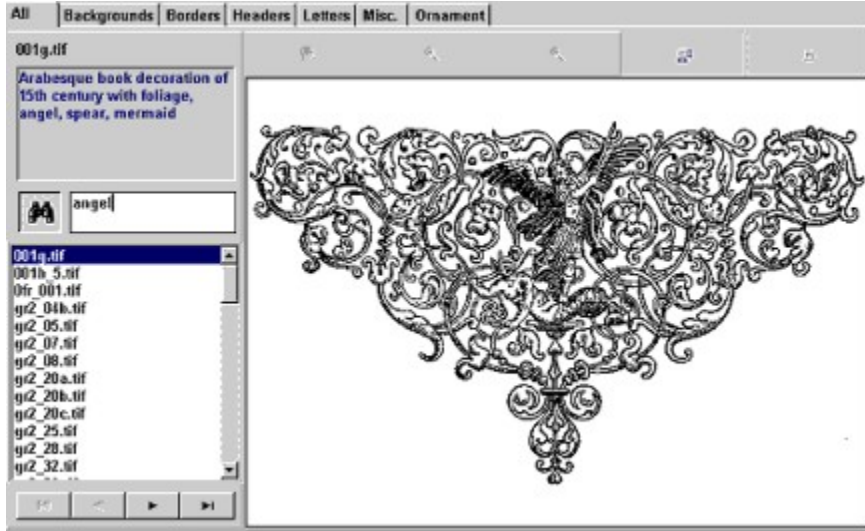 All Backgrounds Borders Headers Letters Misc. Ornament
001g.tif
Arabesque book decoration of
15th century with foliage,
angel, spear, mermaid
angel
001g.tif
001h_5.tif
0fr_001.tif
gr2_04b.tif
gr2_05.tif
gr2_07.tif
gr2_08.tif
gr2_20a.tif
gr2_20b.tif
gr2_20c.tif
gr2_25.tif
gr2_28.tif
gr2_32.tif